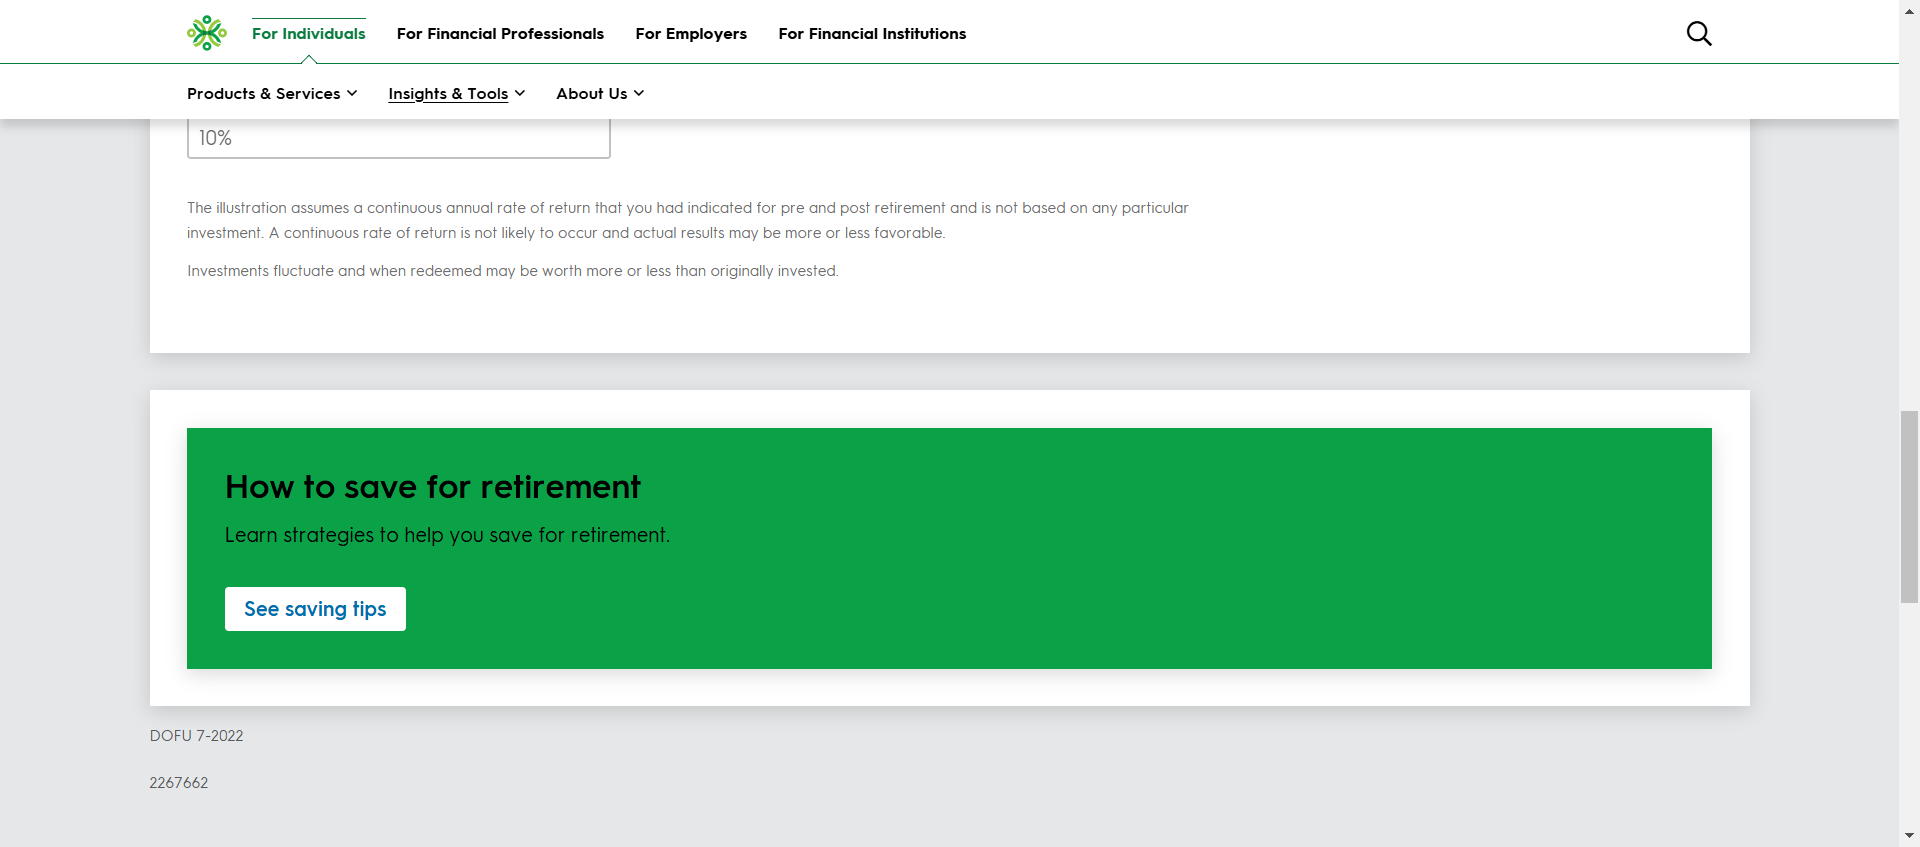 For Individuals For Financial Professionals For Employers For Financial Institutions
Products & Services Insights & Tools About Us
10%
The illustration assumes a continuous annual rate of return that you had indicated for pre and post retirement and is not based on any particular
investment. A continuous rate of return is not likely to occur and actual results may be more or less favorable.
Investments fluctuate and when redeemed may be worth more or less than originally invested.
How to save for retirement
Learn strategies to help you save for retirement.
See saving tips
DOFU 7-2022
2267662